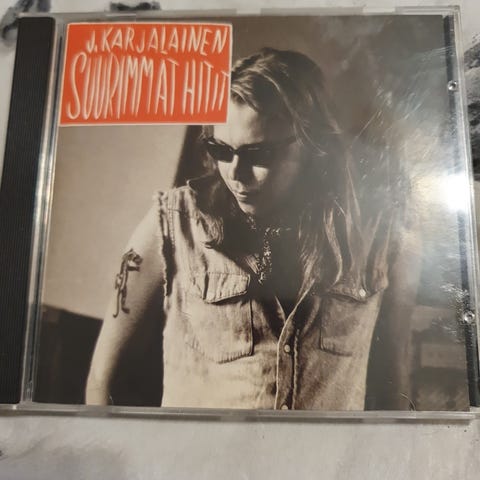 J. KARJALAINEN
SUURIMMAT HITIT